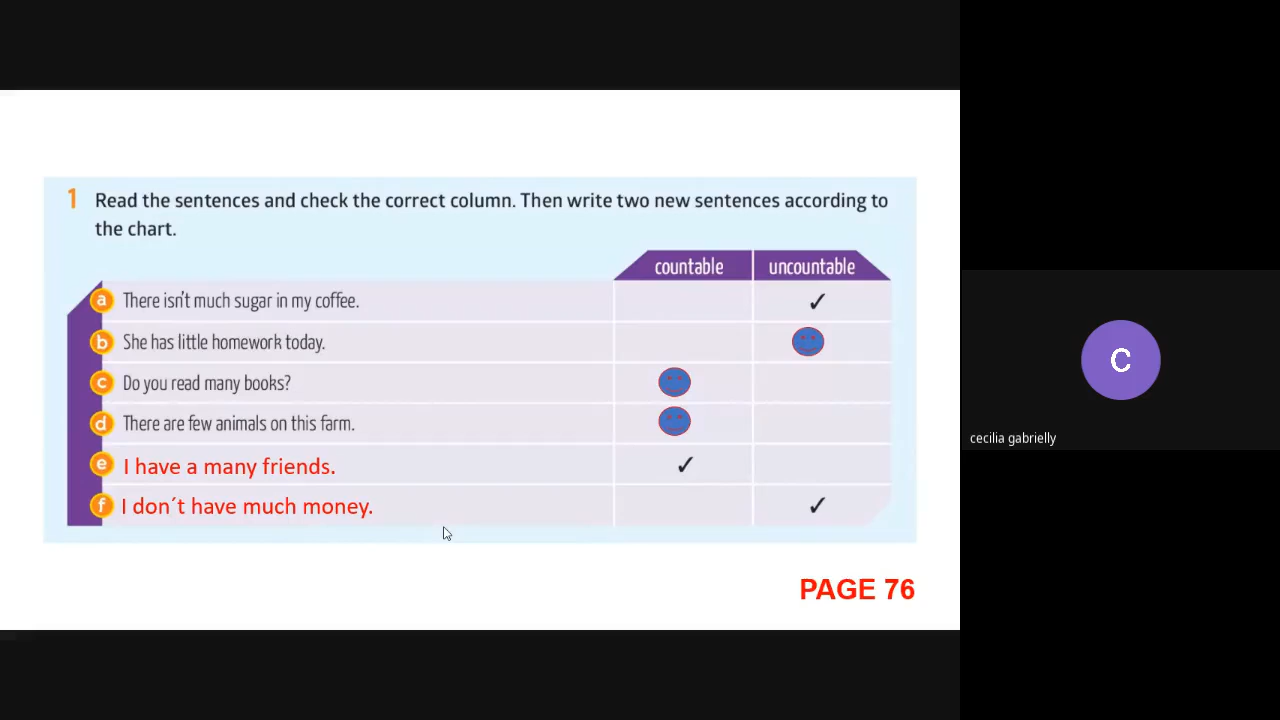 1 Read the sentences and check the correct column. Then write two new sentences according to
the chart.
countable uncountable
a There isn't much sugar in my coffee. ✓
b She has little homework today.
c Do you read many books?
d There are few animals on this farm.
e I have a many friends. ✓
f I don´t have much money. ✓
PAGE 76
C
cecilia gabrielly